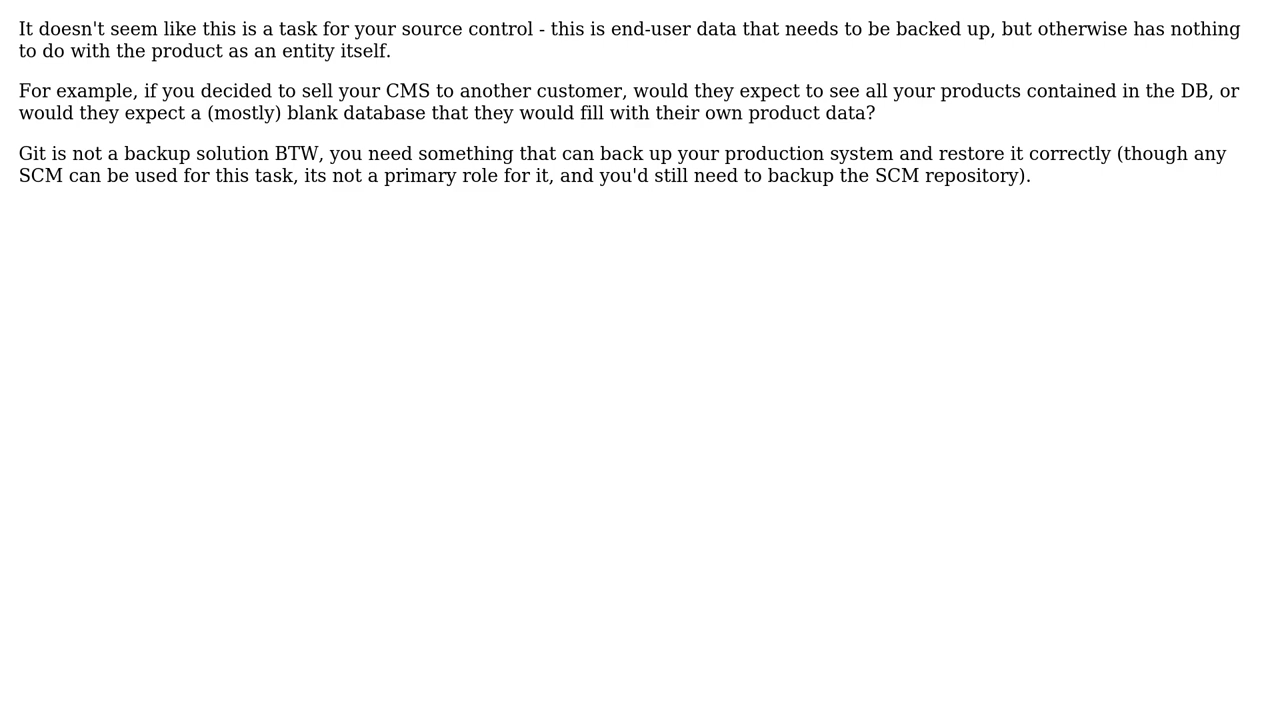 It doesn't seem like this is a task for your source control - this is end-user data that needs to be backed up, but otherwise has nothing
to do with the product as an entity itself.
For example, if you decided to sell your CMS to another customer, would they expect to see all your products contained in the DB, or
would they expect a (mostly) blank database that they would fill with their own product data?
Git is not a backup solution BTW, you need something that can back up your production system and restore it correctly (though any
SCM can be used for this task, its not a primary role for it, and you'd still need to backup the SCM repository).